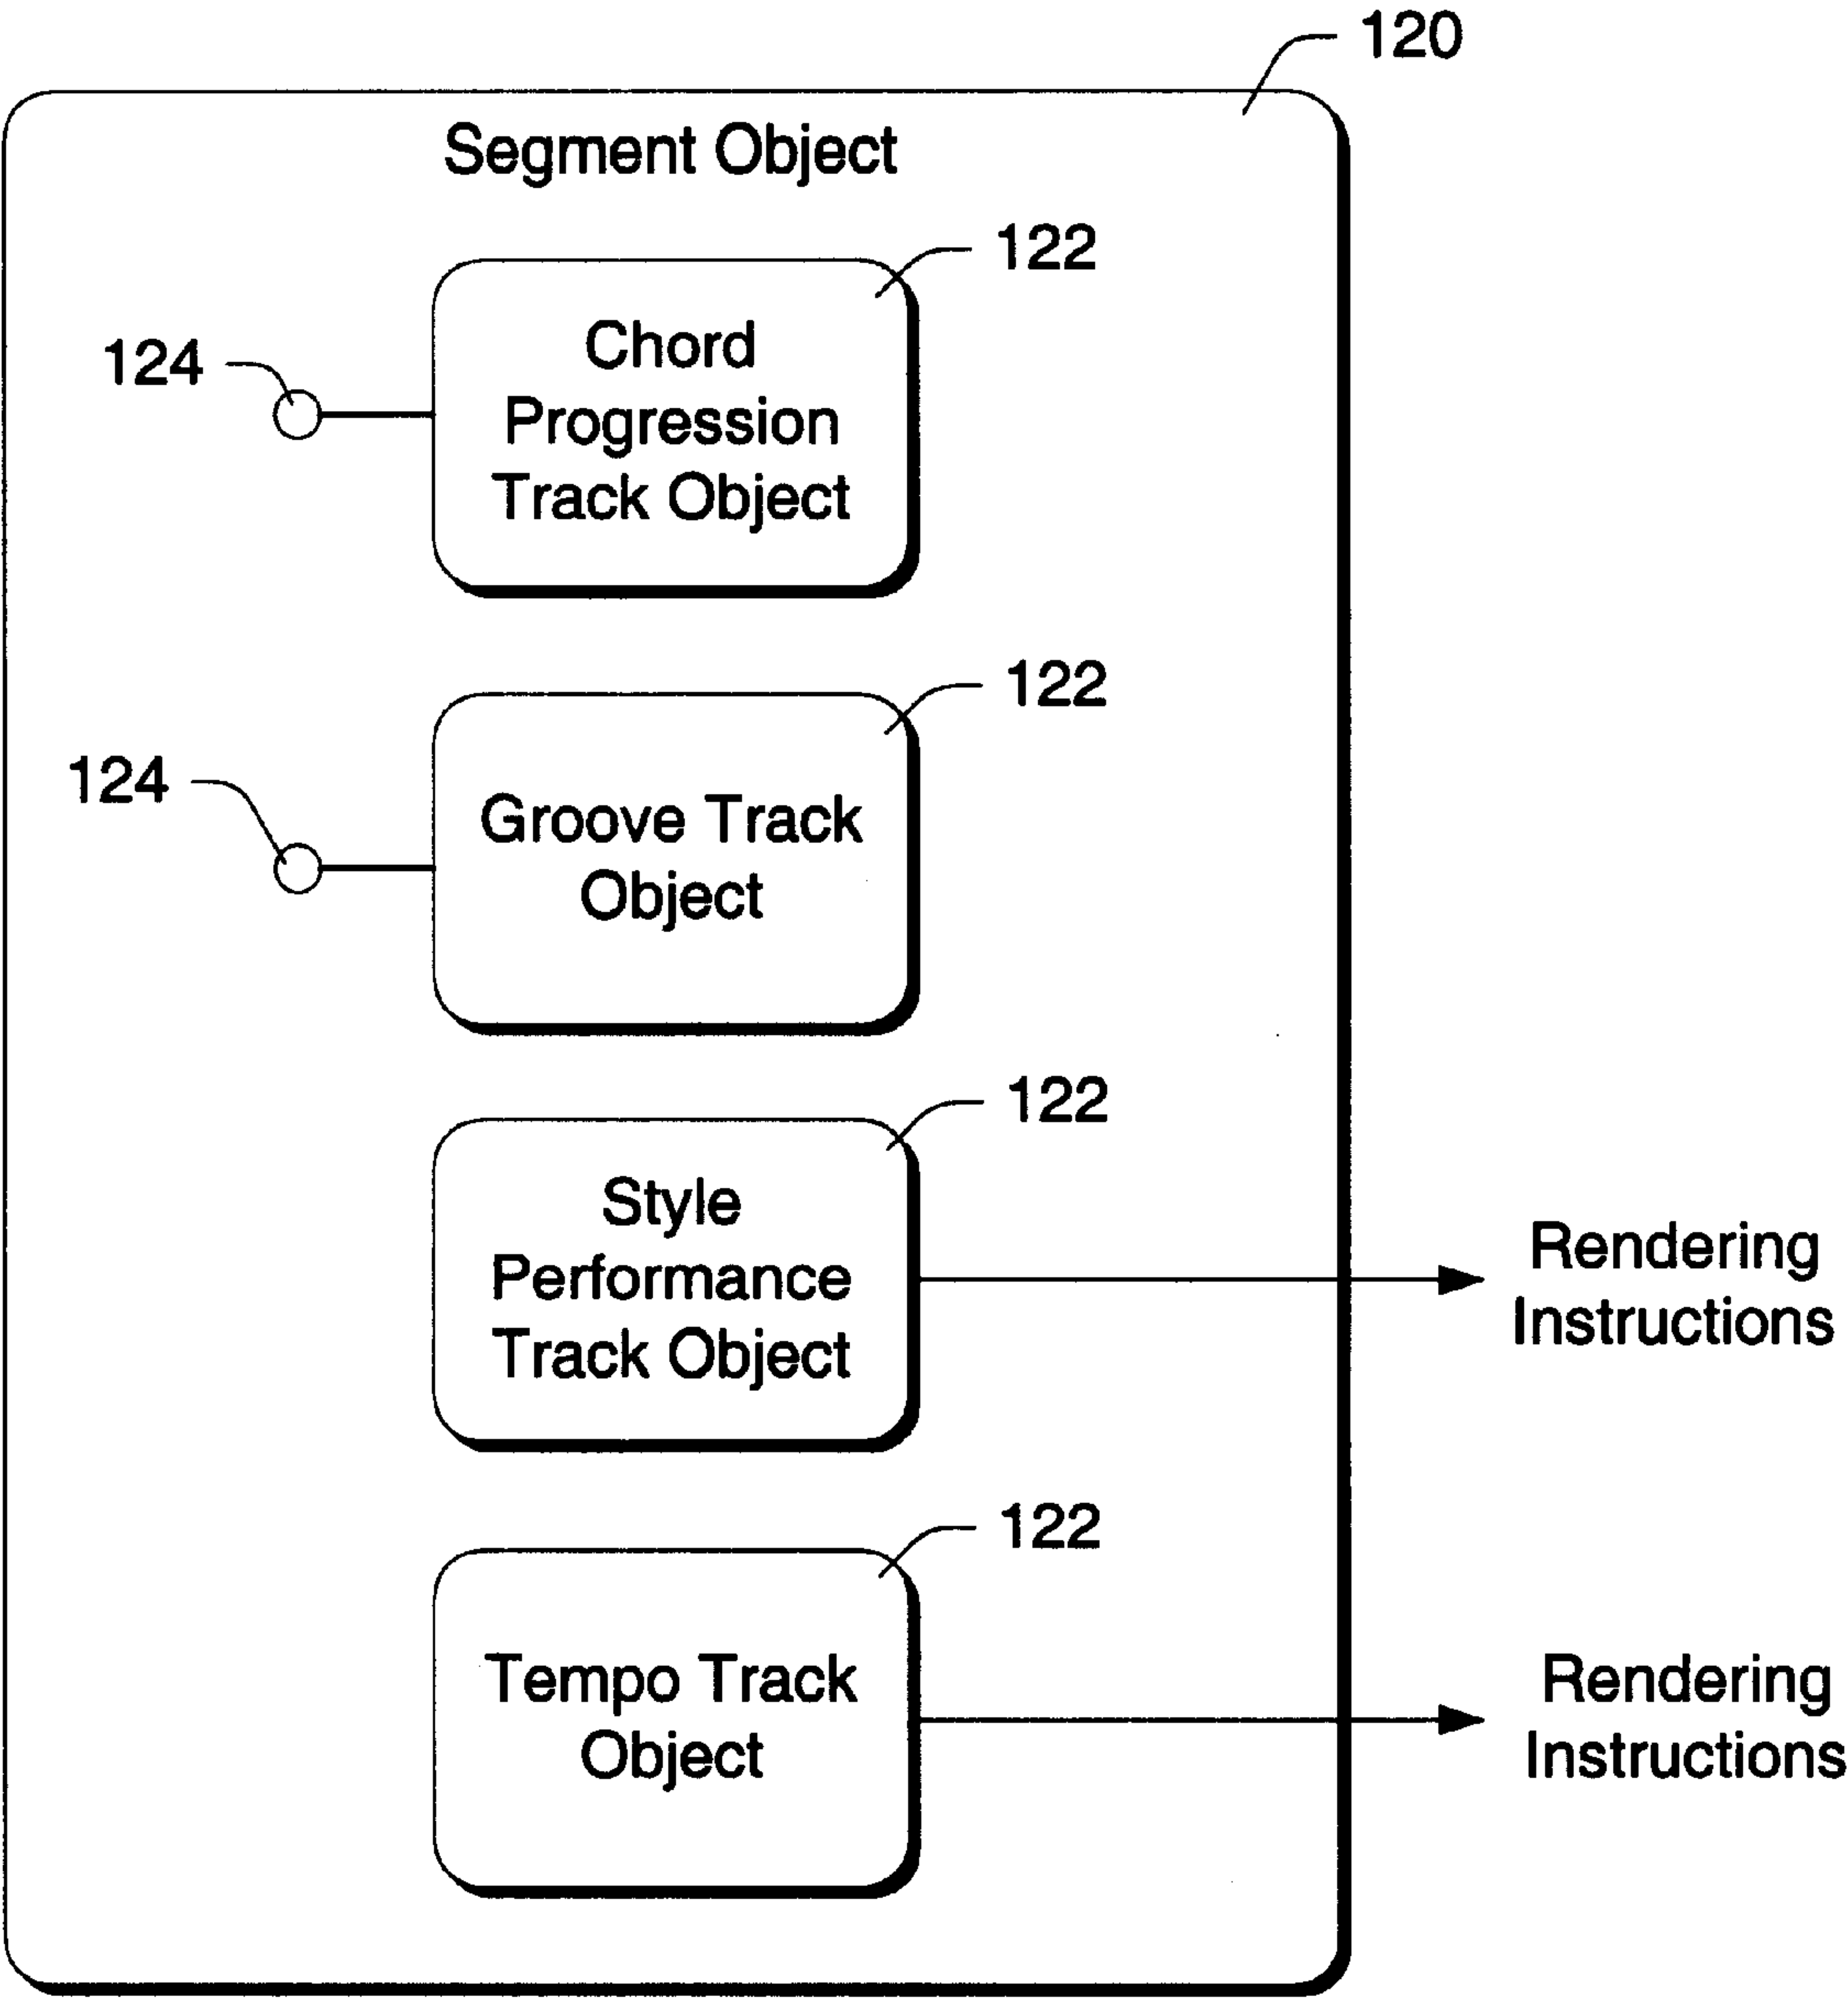 120
Segment Object
122
Chord
Progression
Track Object
124
122
Groove Track
Object
124
122
Style
Performance
Track Object
Rendering
Instructions
122
Tempo Track
Object
Rendering
Instructions